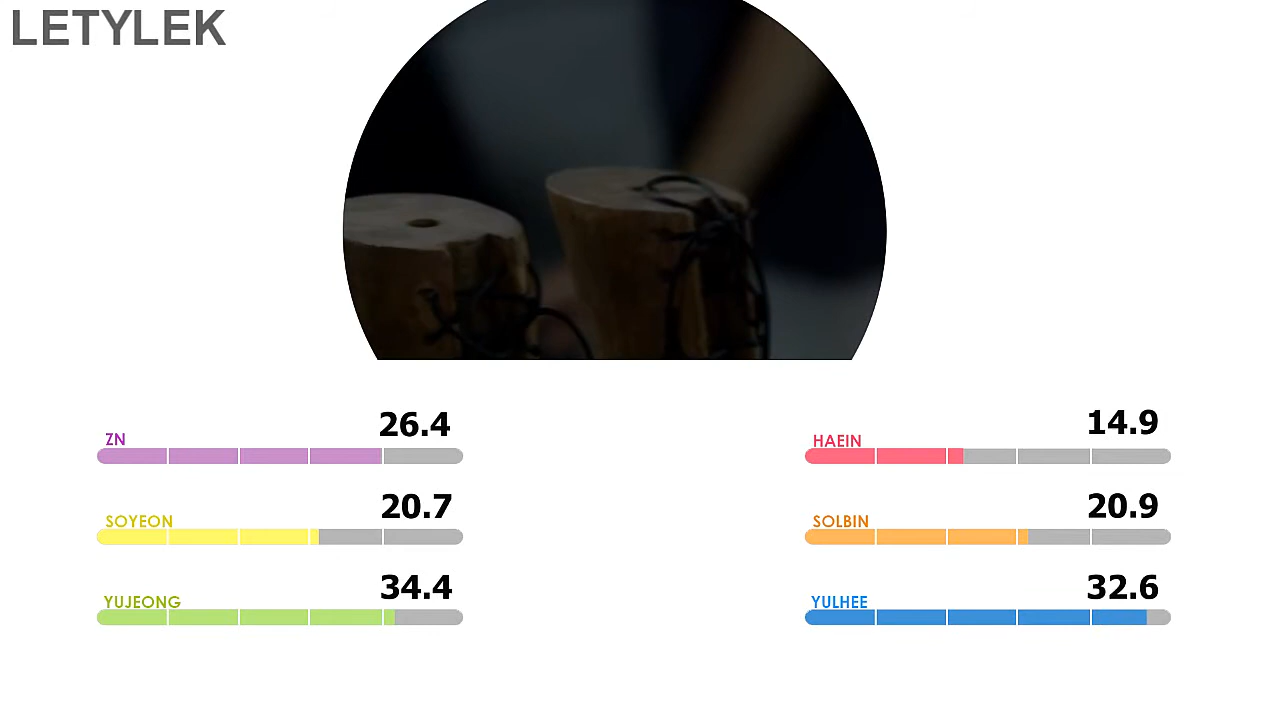 LETYLEK
ZN 26.4
HAEIN 14.9
SOYEON 20.7
SOLBIN 20.9
YUJEONG 34.4
YULHEE 32.6